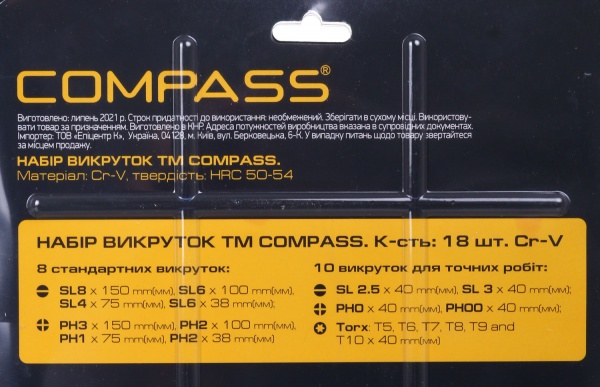 COMPASS®
Виготовлено: липень 2021 р. Строк придатності до використання: необмежений. Зберігати в сухому місці. Використову-
вати товар за призначенням. Виготовлено в КНР. Адреса потужностей виробництва вказана в супровідних документах.
Імпортер: ТОВ «Епіцентр К», Україна, 04128, м. Київ, вул. Берковецька, 6-К. У випадку питань щодо товару звертайтеся
за місцем продажу.
НАБІР ВИКРУТОК ТМ COMPASS.
Матеріал: Cr-V, твердість: HRC 50-54
НАБІР ВИКРУТОК ТМ COMPASS. К-сть: 18 шт. Cr-V
8 стандартних викруток:
SL8 x 150 mm(мм), SL6 x 100 mm(мм),
SL4 x 75 mm(мм), SL6 x 38 mm(мм);
PH3 x 150 mm(мм), PH2 x 100 mm(мм),
PH1 x 75 mm(мм), PH2 x 38 mm(мм)
10 викруток для точних робіт:
SL 2.5 x 40 mm(мм), SL 3 x 40 mm(мм);
PH0 x 40 mm(мм), PH00 x 40 mm(мм);
Torx: T5, T6, T7, T8, T9 and
T10 x 40 mm(мм)